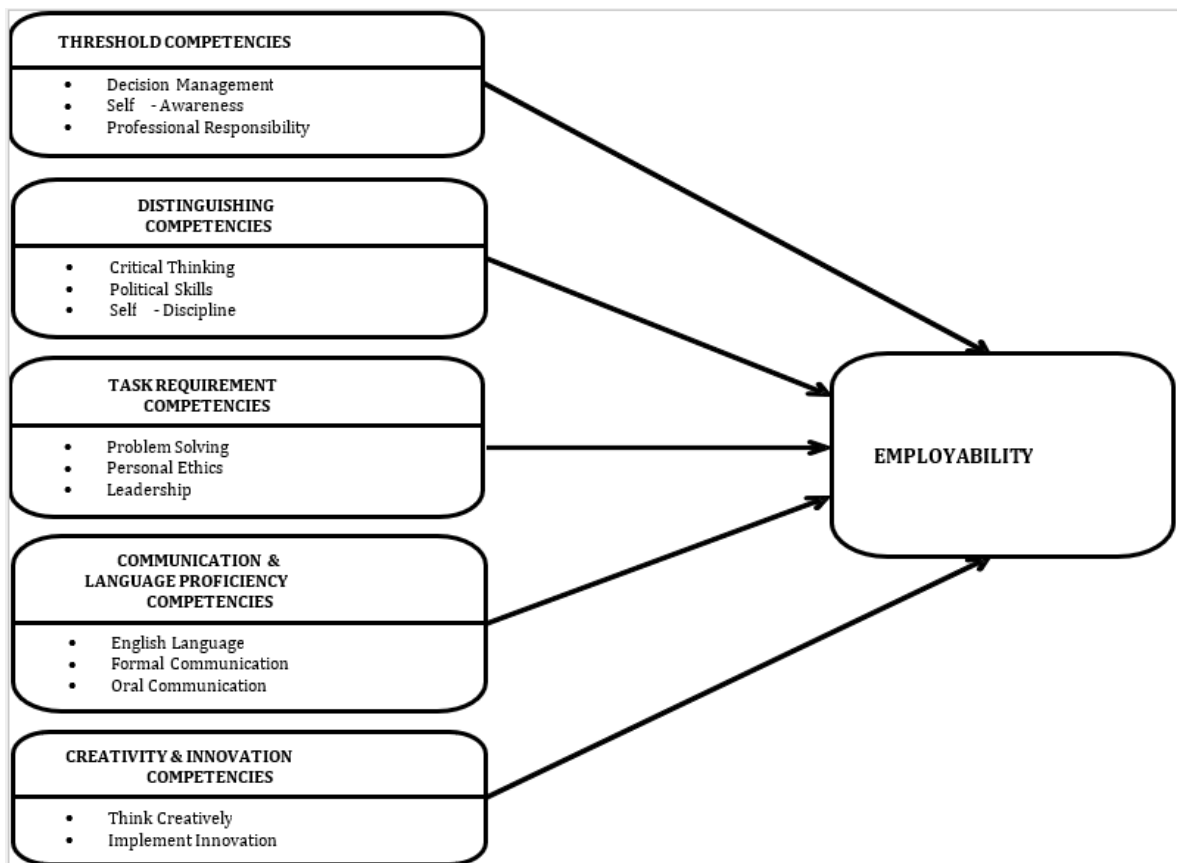 THRESHOLD COMPETENCIES
• Decision Management
• Self - Awareness
• Professional Responsibility
DISTINGUISHING
COMPETENCIES
• Critical Thinking
• Political Skills
• Self - Discipline
TASK REQUIREMENT
COMPETENCIES
• Problem Solving
• Personal Ethics
• Leadership
COMMUNICATION &
LANGUAGE PROFICIENCY
COMPETENCIES
• English Language
• Formal Communication
• Oral Communication
CREATIVITY & INNOVATION
COMPETENCIES
• Think Creatively
• Implement Innovation
EMPLOYABILITY